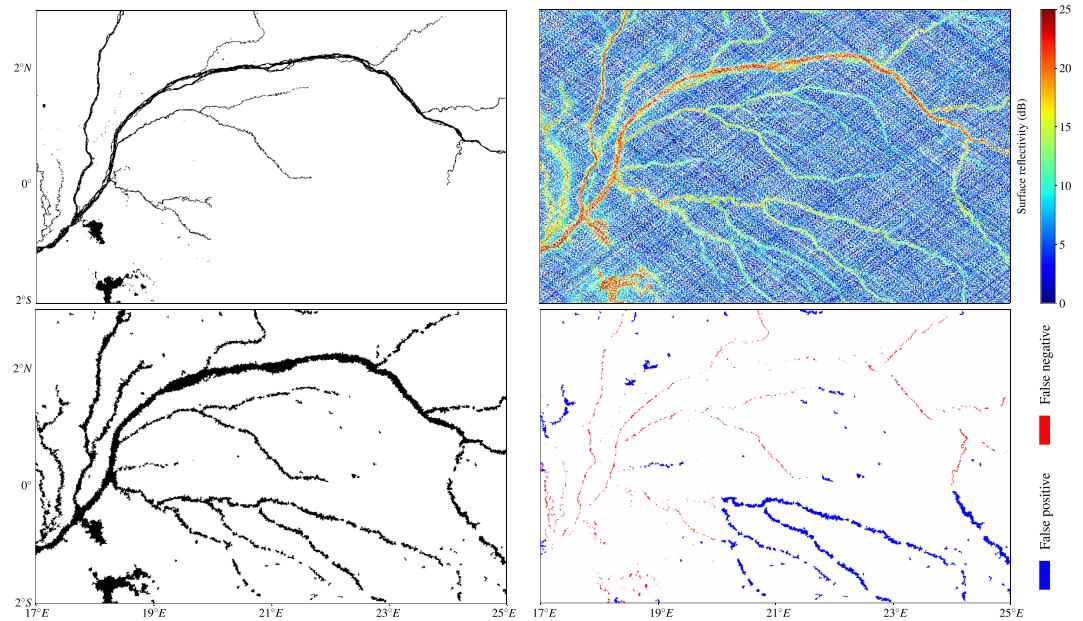 25
20
15
10
5
0
Surface reflectivity (dB)
2°N
0°
2°S
2°N
0°
2°S
17°E
19°E
21°E
23°E
25°E
17°E
19°E
21°E
23°E
25°E
False negative
False positive